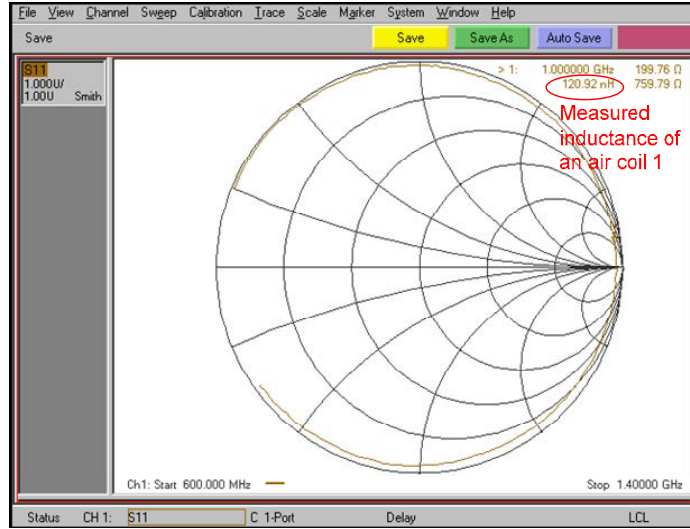 File View Channel Sweep Calibration Trace Scale Marker System Window Help
Save Save Save As Auto Save
S11
1.000U/
1.00U Smith
> 1: 1.000000 GHz 199.76 Ω
120.92 nH 759.79 Ω
Measured
inductance of
an air coil 1
Ch1: Start 600.000 MHz
Stop 1.40000 GHz
Status CH 1: S11 C 1-Port Delay LCL